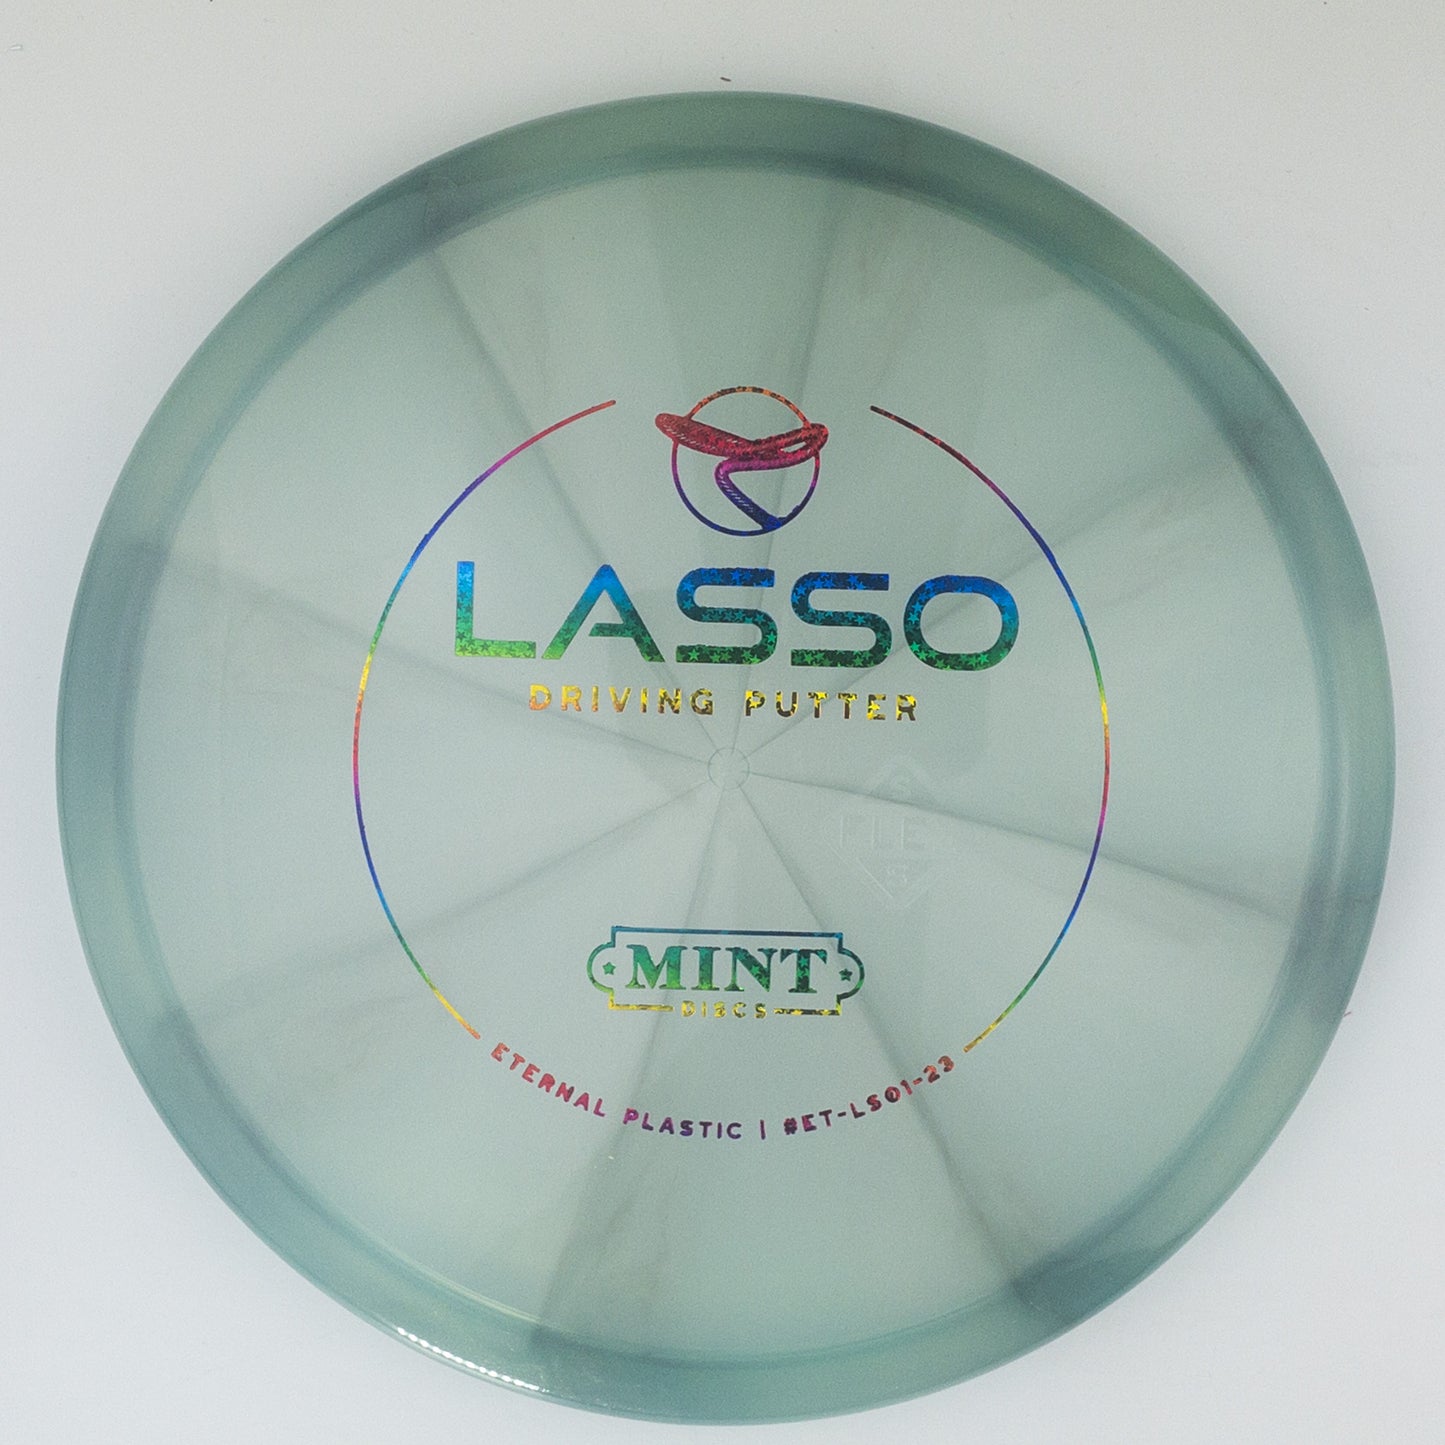 LASSO
DRIVING PUTTER
MINT
DISCS
ETERNAL PLASTIC | #ET-LS01-23